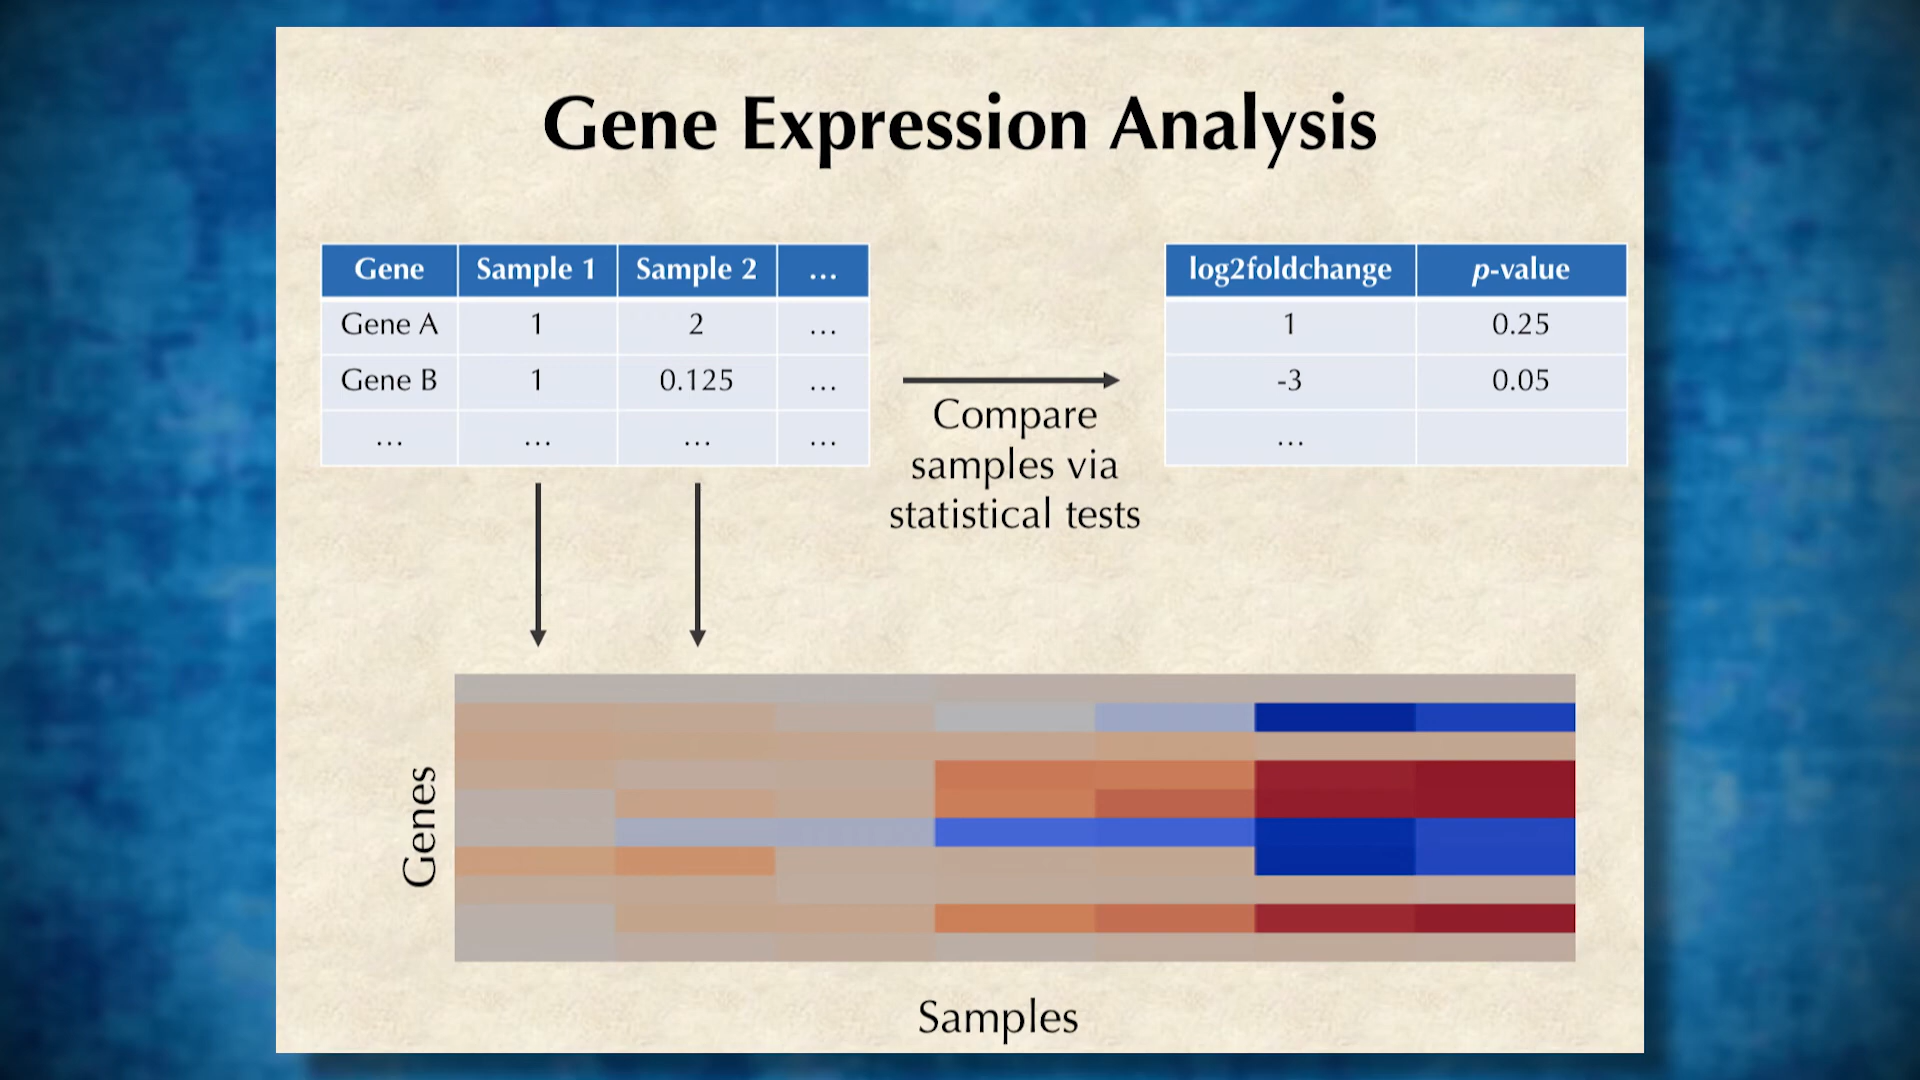 Gene Expression Analysis
Gene Sample 1 Sample 2 …
Gene A 1 2 …
Gene B 1 0.125 …
… … … …
Compare
samples via
statistical tests
log2foldchange p-value
1 0.25
-3 0.05
…
Genes
Samples